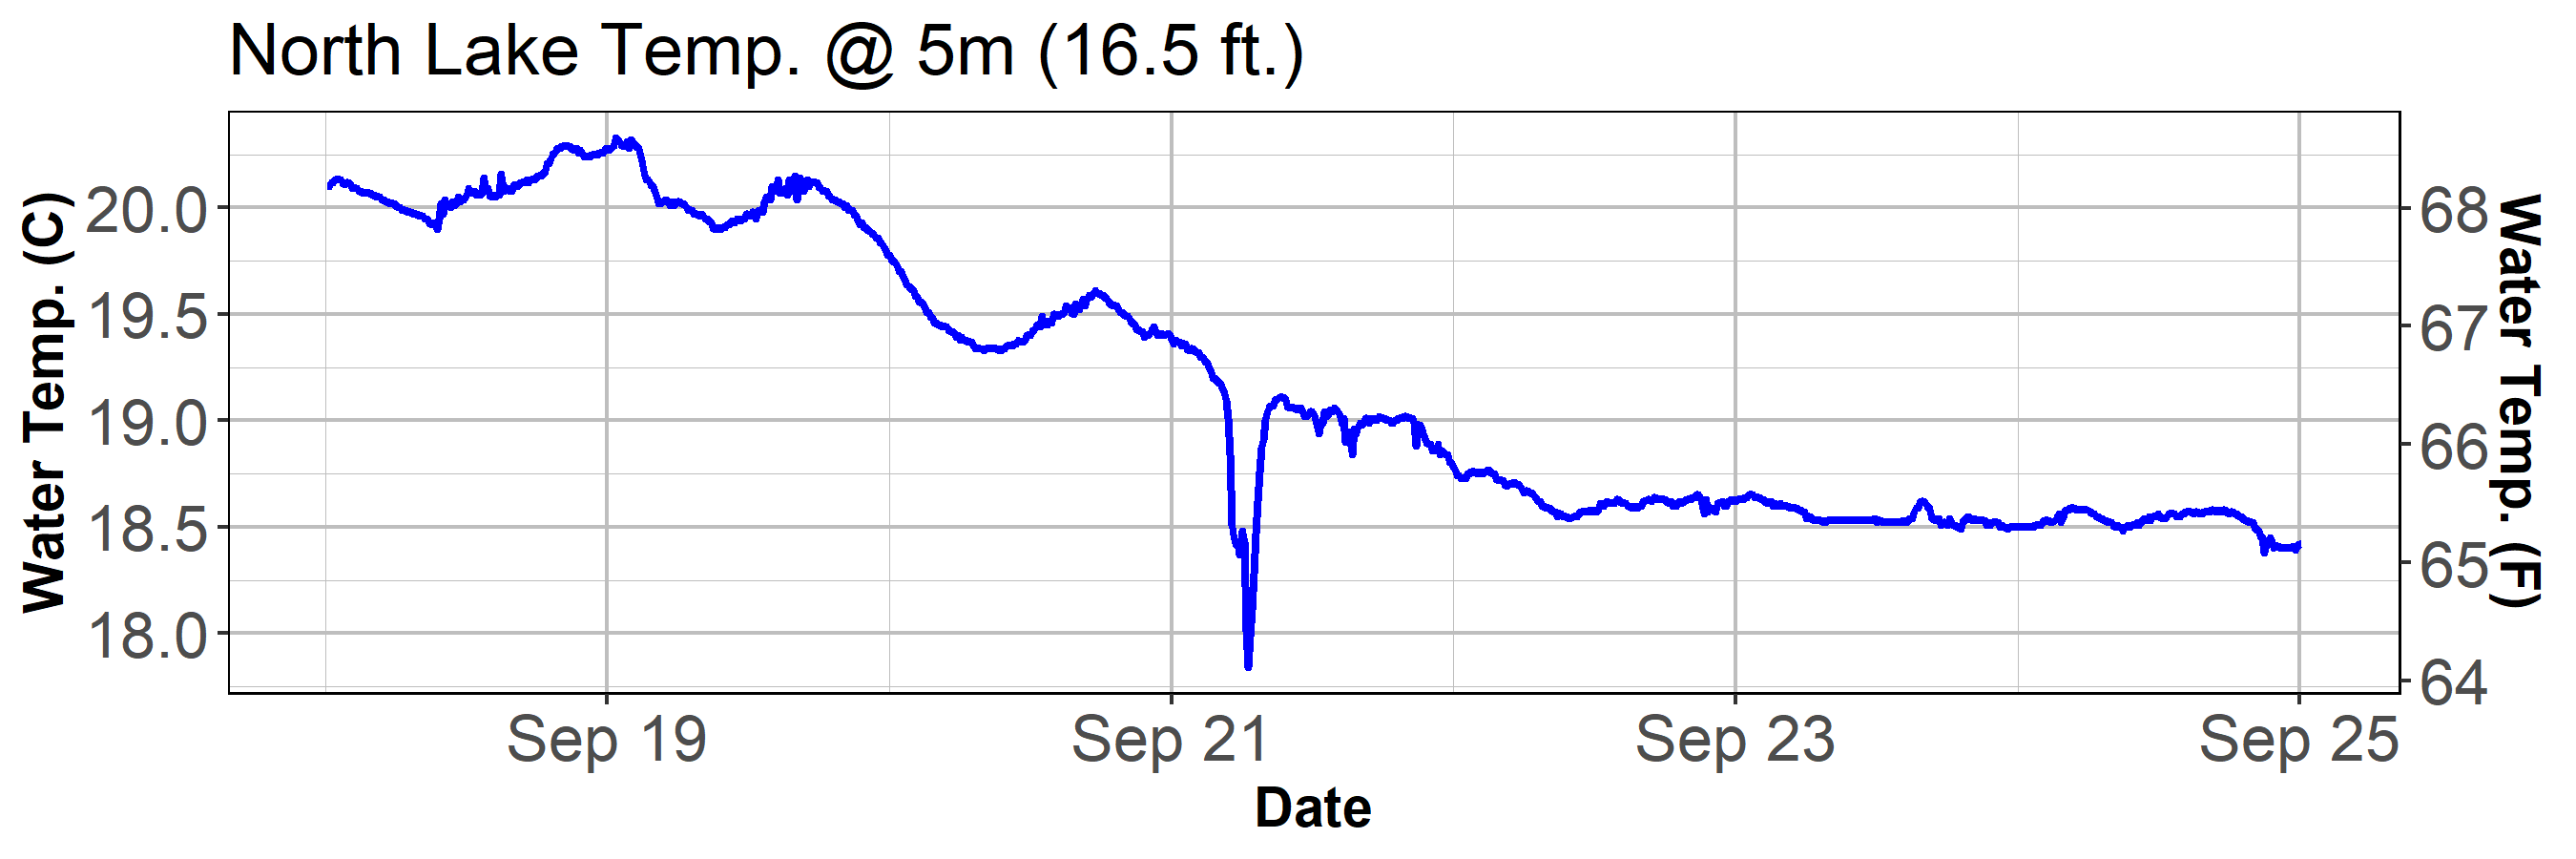 North Lake Temp. @ 5m (16.5 ft.)
Water Temp. (C)
20.0
19.5
19.0
18.5
18.0
68
67
66
65
64
Water Temp. (F)
Sep 19
Sep 21
Sep 23
Sep 25
Date